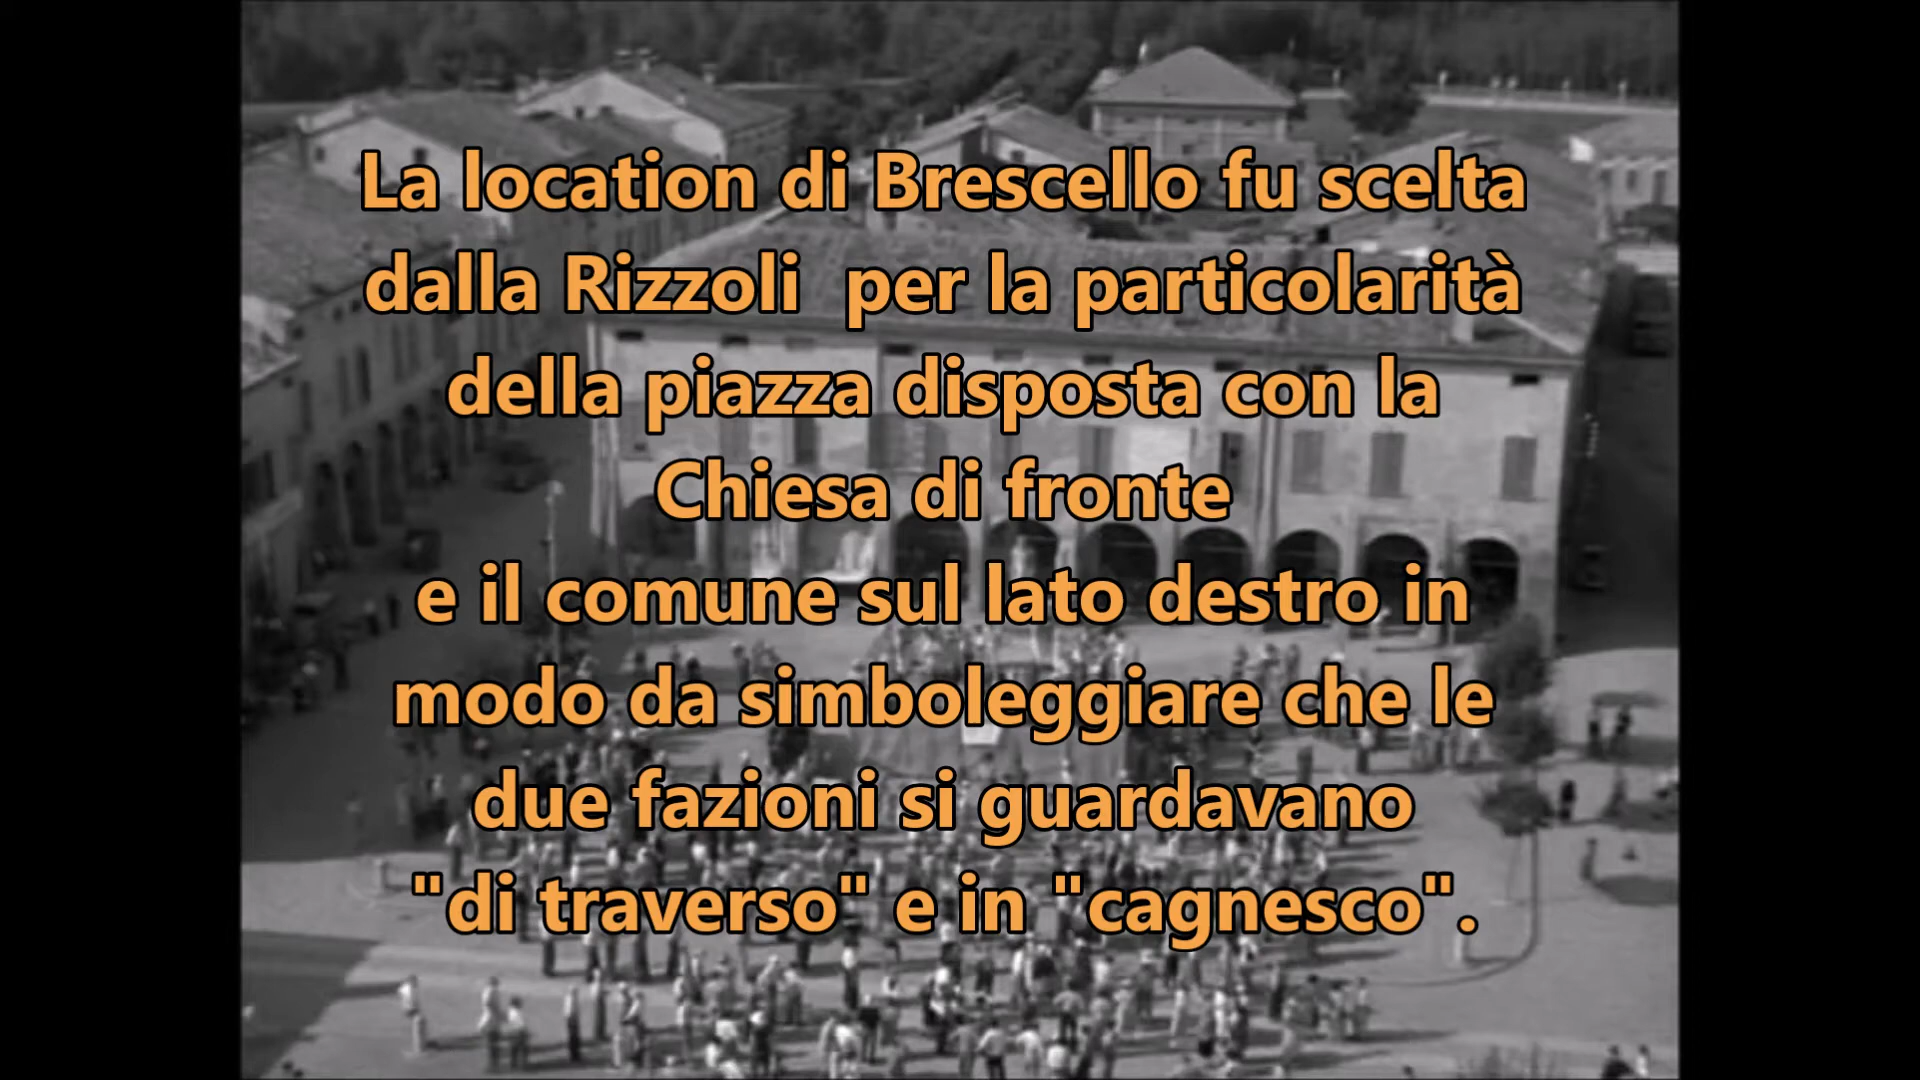 La location di Brescello fu scelta
dalla Rizzoli  per la particolarità
della piazza disposta con la
Chiesa di fronte
e il comune sul lato destro in
modo da simboleggiare che le
due fazioni si guardavano
"di traverso" e in "cagnesco".